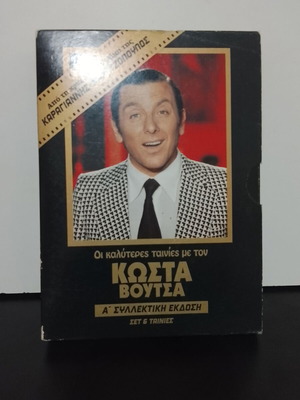 ΚΑΡΑΓΙΑΝΝΗΣ
Οι καλύτερες ταινίες με τον
ΚΩΣΤΑ
ΒΟΥΤΣΑ
Α΄ ΣΥΛΛΕΚΤΙΚΗ ΕΚΔΟΣΗ
ΣΕΤ 6 ΤΑΙΝΙΕΣ